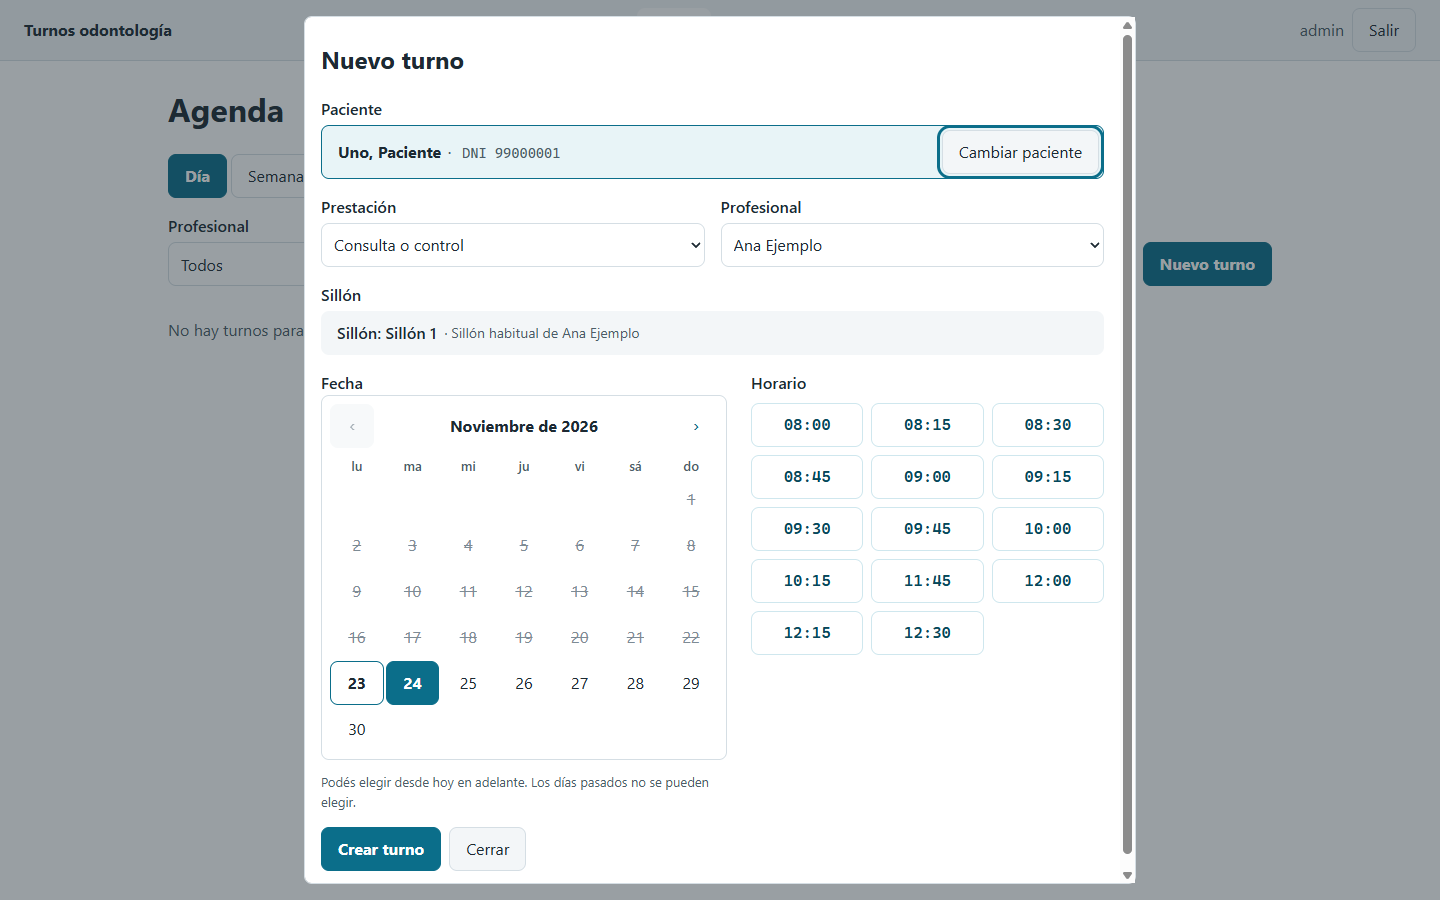 Turnos odontología
admin
Salir
Agenda
Día
Semana
Profesional
Todos
No hay turnos para
Nuevo turno
Nuevo turno
Paciente
Uno, Paciente · DNI 99000001
Cambiar paciente
Prestación
Profesional
Consulta o control
Ana Ejemplo
Sillón
Sillón: Sillón 1 · Sillón habitual de Ana Ejemplo
Fecha
‹ Noviembre de 2026 ›
lu ma mi ju vi sá do
1
2 3 4 5 6 7 8
9 10 11 12 13 14 15
16 17 18 19 20 21 22
23 24 25 26 27 28 29
30
Podés elegir desde hoy en adelante. Los días pasados no se pueden
elegir.
Horario
08:00 08:15 08:30
08:45 09:00 09:15
09:30 09:45 10:00
10:15 11:45 12:00
12:15 12:30
Crear turno
Cerrar